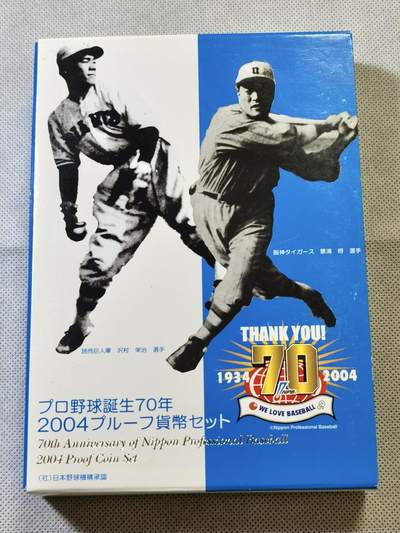 阪神タイガース 景浦 將 選手
読売巨人軍 沢村 栄治 選手
THANK YOU!
70
1934
2004
WE LOVE BASEBALL
©Nippon Professional Baseball
プロ野球誕生70年
2004プルーフ貨幣セット
70th Anniversary of Nippon Professional Baseball
2004 Proof Coin Set
(社)日本野球機構承認